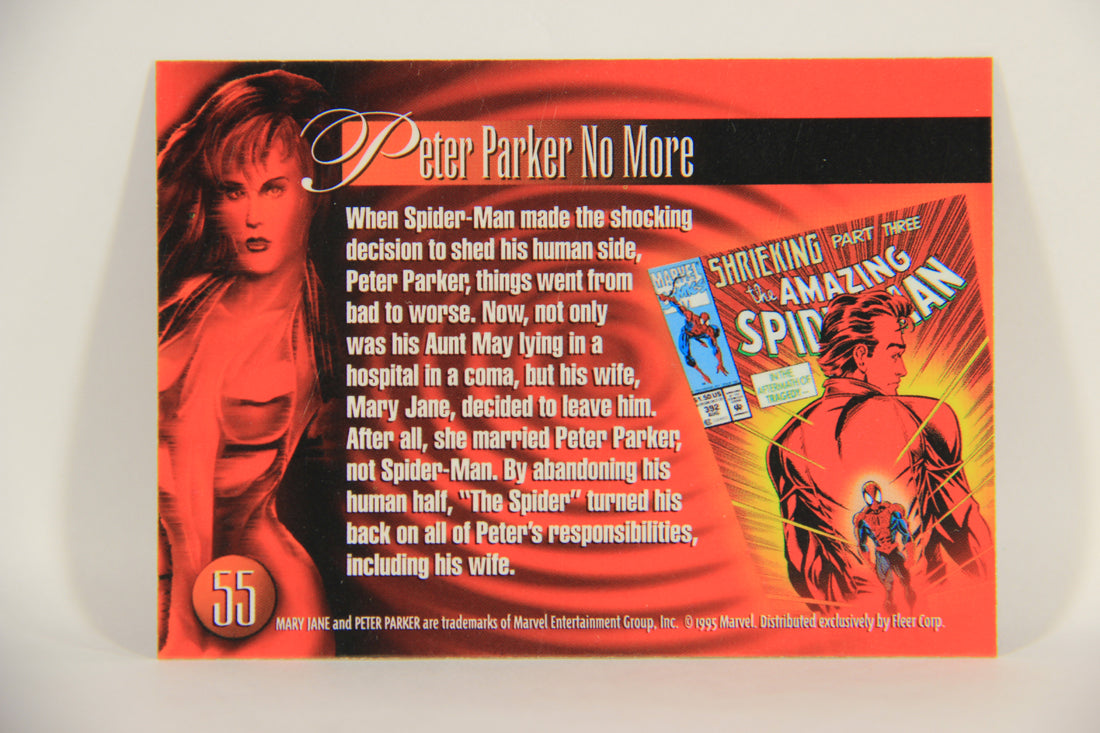 Peter Parker No More
When Spider-Man made the shocking
decision to shed his human side,
Peter Parker, things went from
bad to worse. Now, not only
was his Aunt May lying in a
hospital in a coma, but his wife,
Mary Jane, decided to leave him.
After all, she married Peter Parker,
not Spider-Man. By abandoning his
human half, "The Spider" turned his
back on all of Peter's responsibilities,
including his wife.
SHRIEKING PART THREE
MARVEL
COMICS
the AMAZING
SPIDER-MAN
IN THE
AFTERMATH OF
TRAGEDY...
$1.50 US
392
AUG
55
MARY JANE and PETER PARKER are trademarks of Marvel Entertainment Group, Inc. © 1995 Marvel. Distributed exclusively by Fleer Corp.